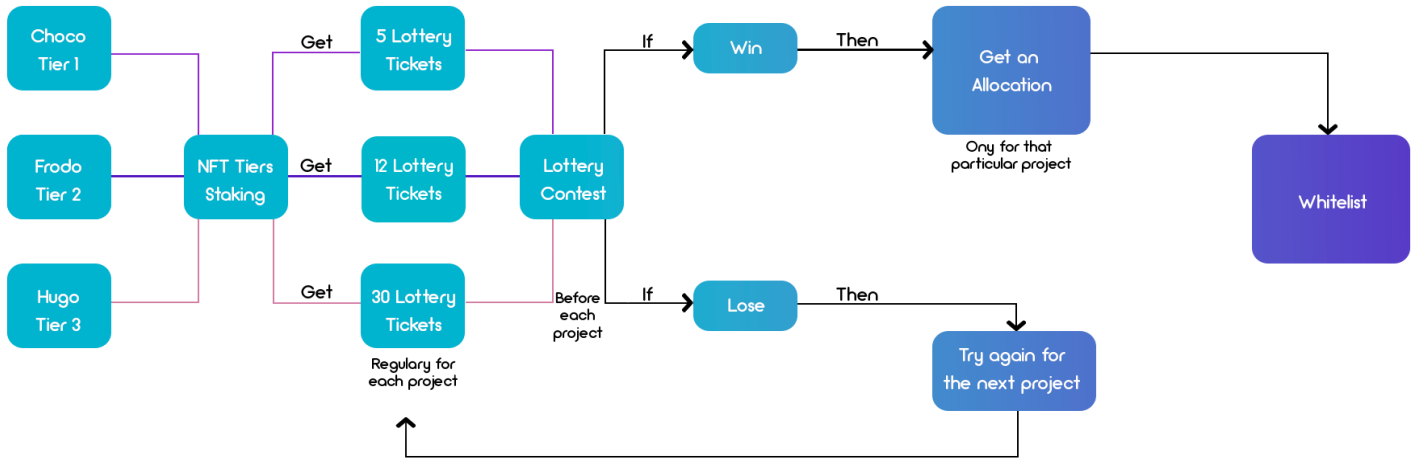 Choco
Tier 1
Frodo
Tier 2
Hugo
Tier 3
NFT Tiers
Staking
Get
Get
Get
5 Lottery
Tickets
12 Lottery
Tickets
30 Lottery
Tickets
Regulary for
each project
Lottery
Contest
Before
each
project
If
Win
Then
Get an
Allocation
Ony for that
particular project
Whitelist
If
Lose
Then
Try again for
the next project